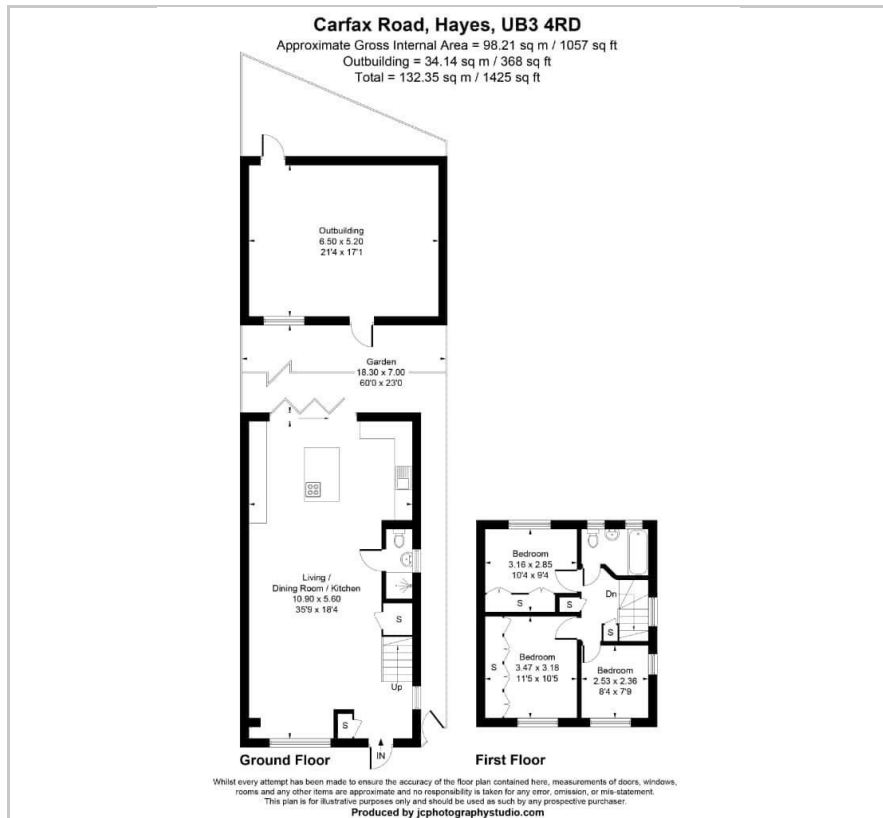 Carfax Road, Hayes, UB3 4RD
Approximate Gross Internal Area = 98.21 sq m / 1057 sq ft
Outbuilding = 34.14 sq m / 368 sq ft
Total = 132.35 sq m / 1425 sq ft
Outbuilding
6.50 x 5.20
21'4 x 17'1
Garden
18.30 x 7.00
60'0 x 23'0
Living /
Dining Room / Kitchen
10.90 x 5.60
35'9 x 18'4
S
Up
S
IN
Ground Floor
Bedroom
3.16 x 2.85
10'4 x 9'4
S
S
Dn
S
S
Bedroom
3.47 x 3.18
11'5 x 10'5
Bedroom
2.53 x 2.36
8'4 x 7'9
First Floor
Whilst every attempt has been made to ensure the accuracy of the floor plan contained here, measurements of doors, windows,
rooms and any other items are approximate and no responsibility is taken for any error, omission, or mis-statement.
This plan is for illustrative purposes only and should be used as such by any prospective purchaser.
Produced by jcphotographystudio.com